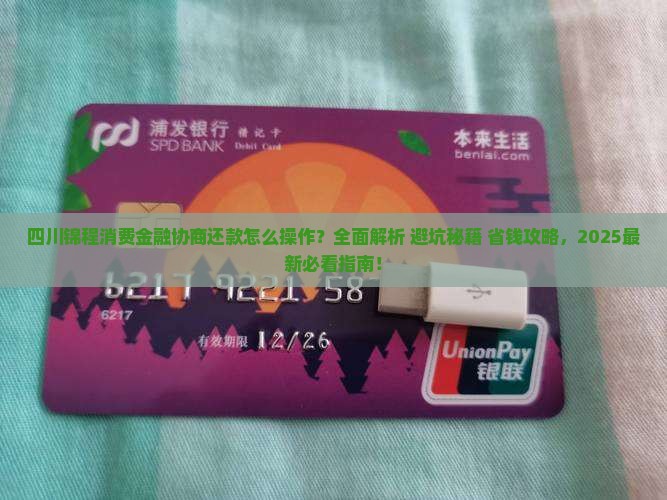 浦发银行 借记卡
SPD BANK Debit Card
本来生活
benlai.com
四川锦程消费金融协商还款怎么操作？全面解析 避坑秘籍 省钱攻略，2025最
新必看指南！
6217 9221 58
6217
有效期限 12/26
UnionPay
银联